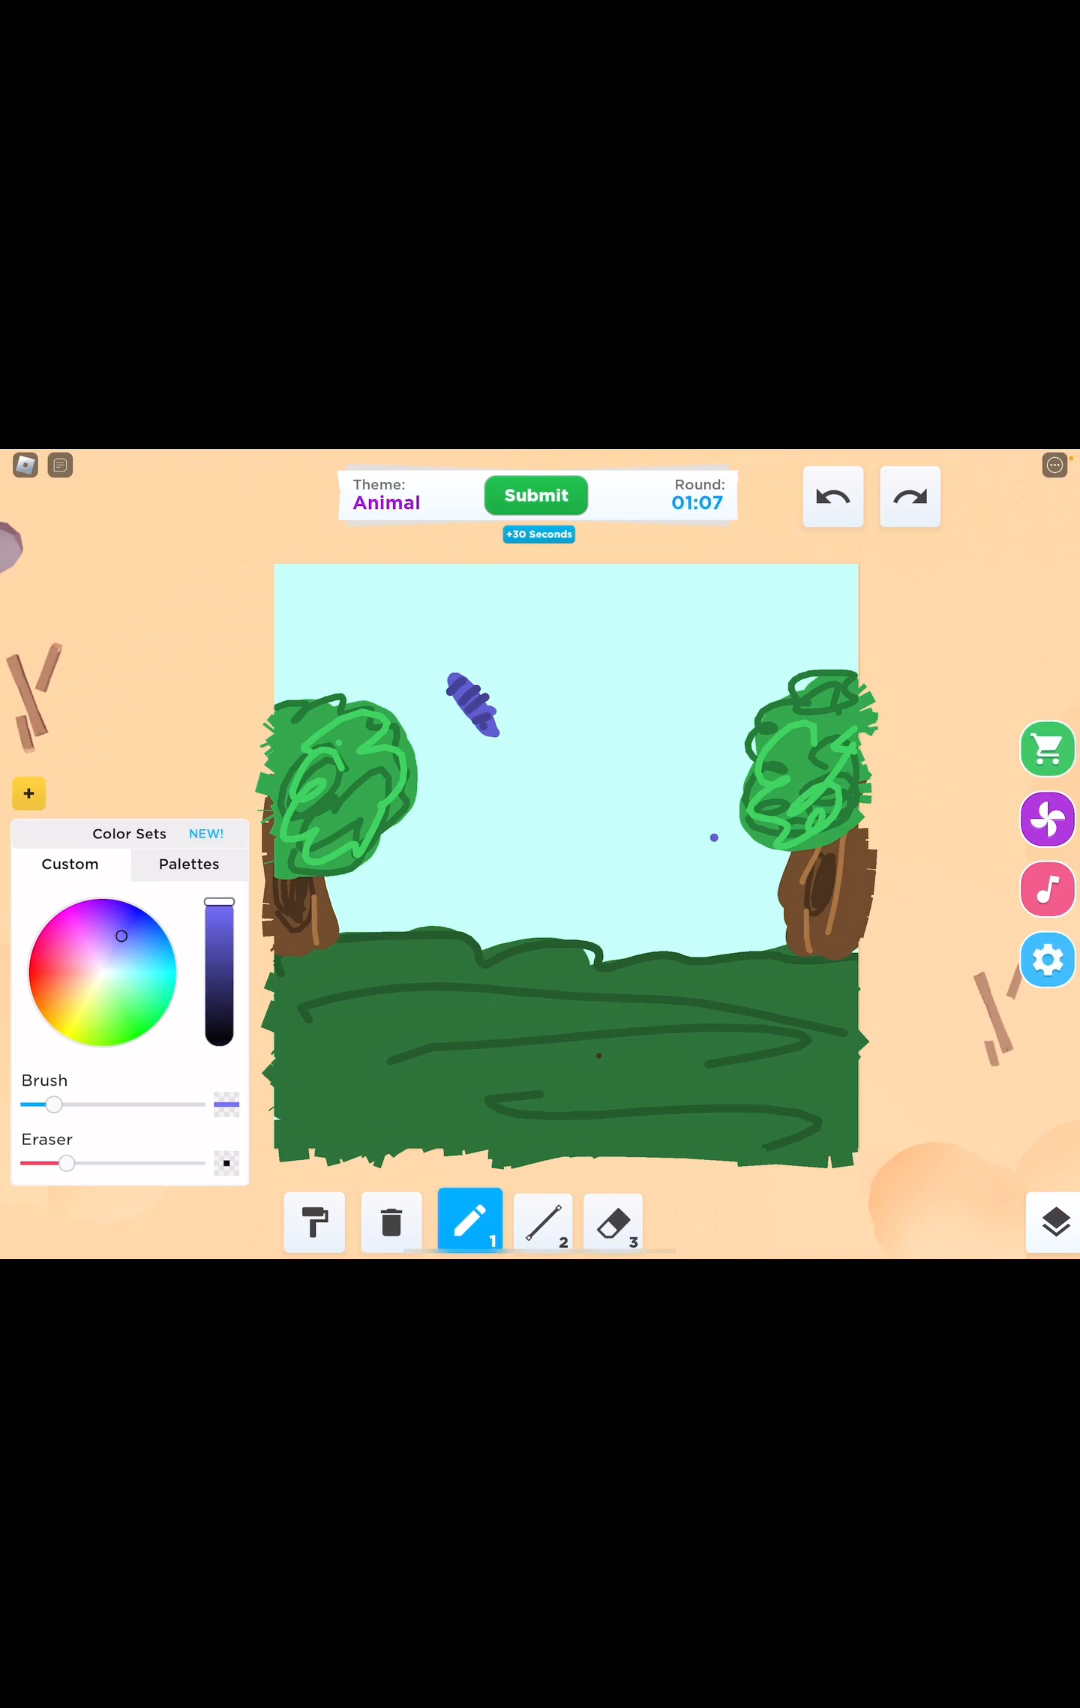 Theme:
Animal
Submit
Round:
01:07
+30 Seconds
+
Color Sets NEW!
Custom Palettes
Brush
Eraser
1
2
3